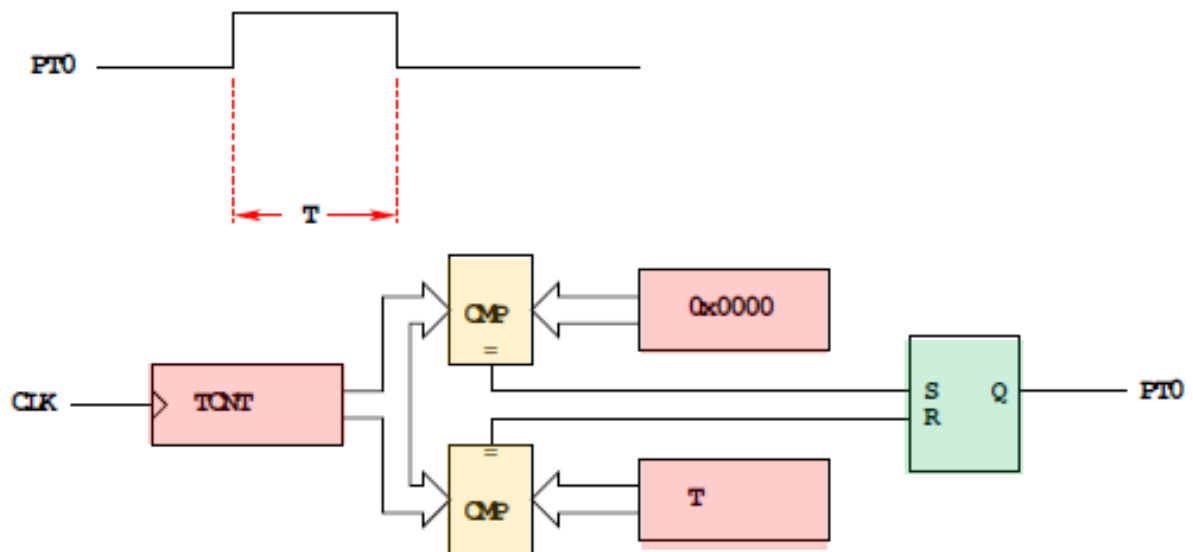 PT0
T
CMP
=
0x0000
CLK
TCNT
S
Q
PT0
R
=
CMP
T